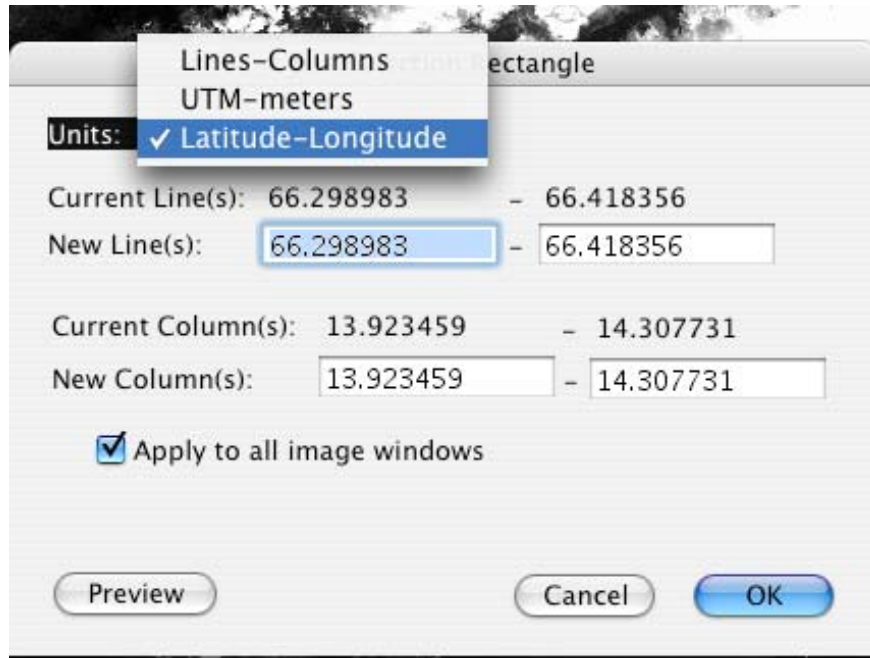 Lines-Columns
ection Rectangle
UTM-meters
Units: ✓ Latitude-Longitude
Current Line(s): 66.298983 - 66.418356
New Line(s): 66.298983 - 66.418356
Current Column(s): 13.923459 - 14.307731
New Column(s): 13.923459 - 14.307731
Apply to all image windows
Preview Cancel OK